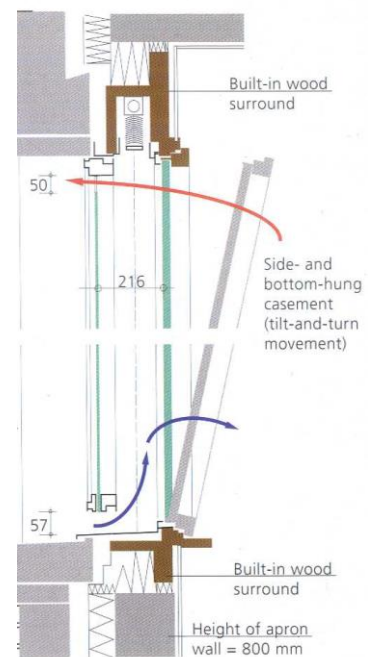 Built-in wood
surround
50
Side- and
bottom-hung
casement
(tilt-and-turn
movement)
216
57
Built-in wood
surround
Height of apron
wall = 800 mm